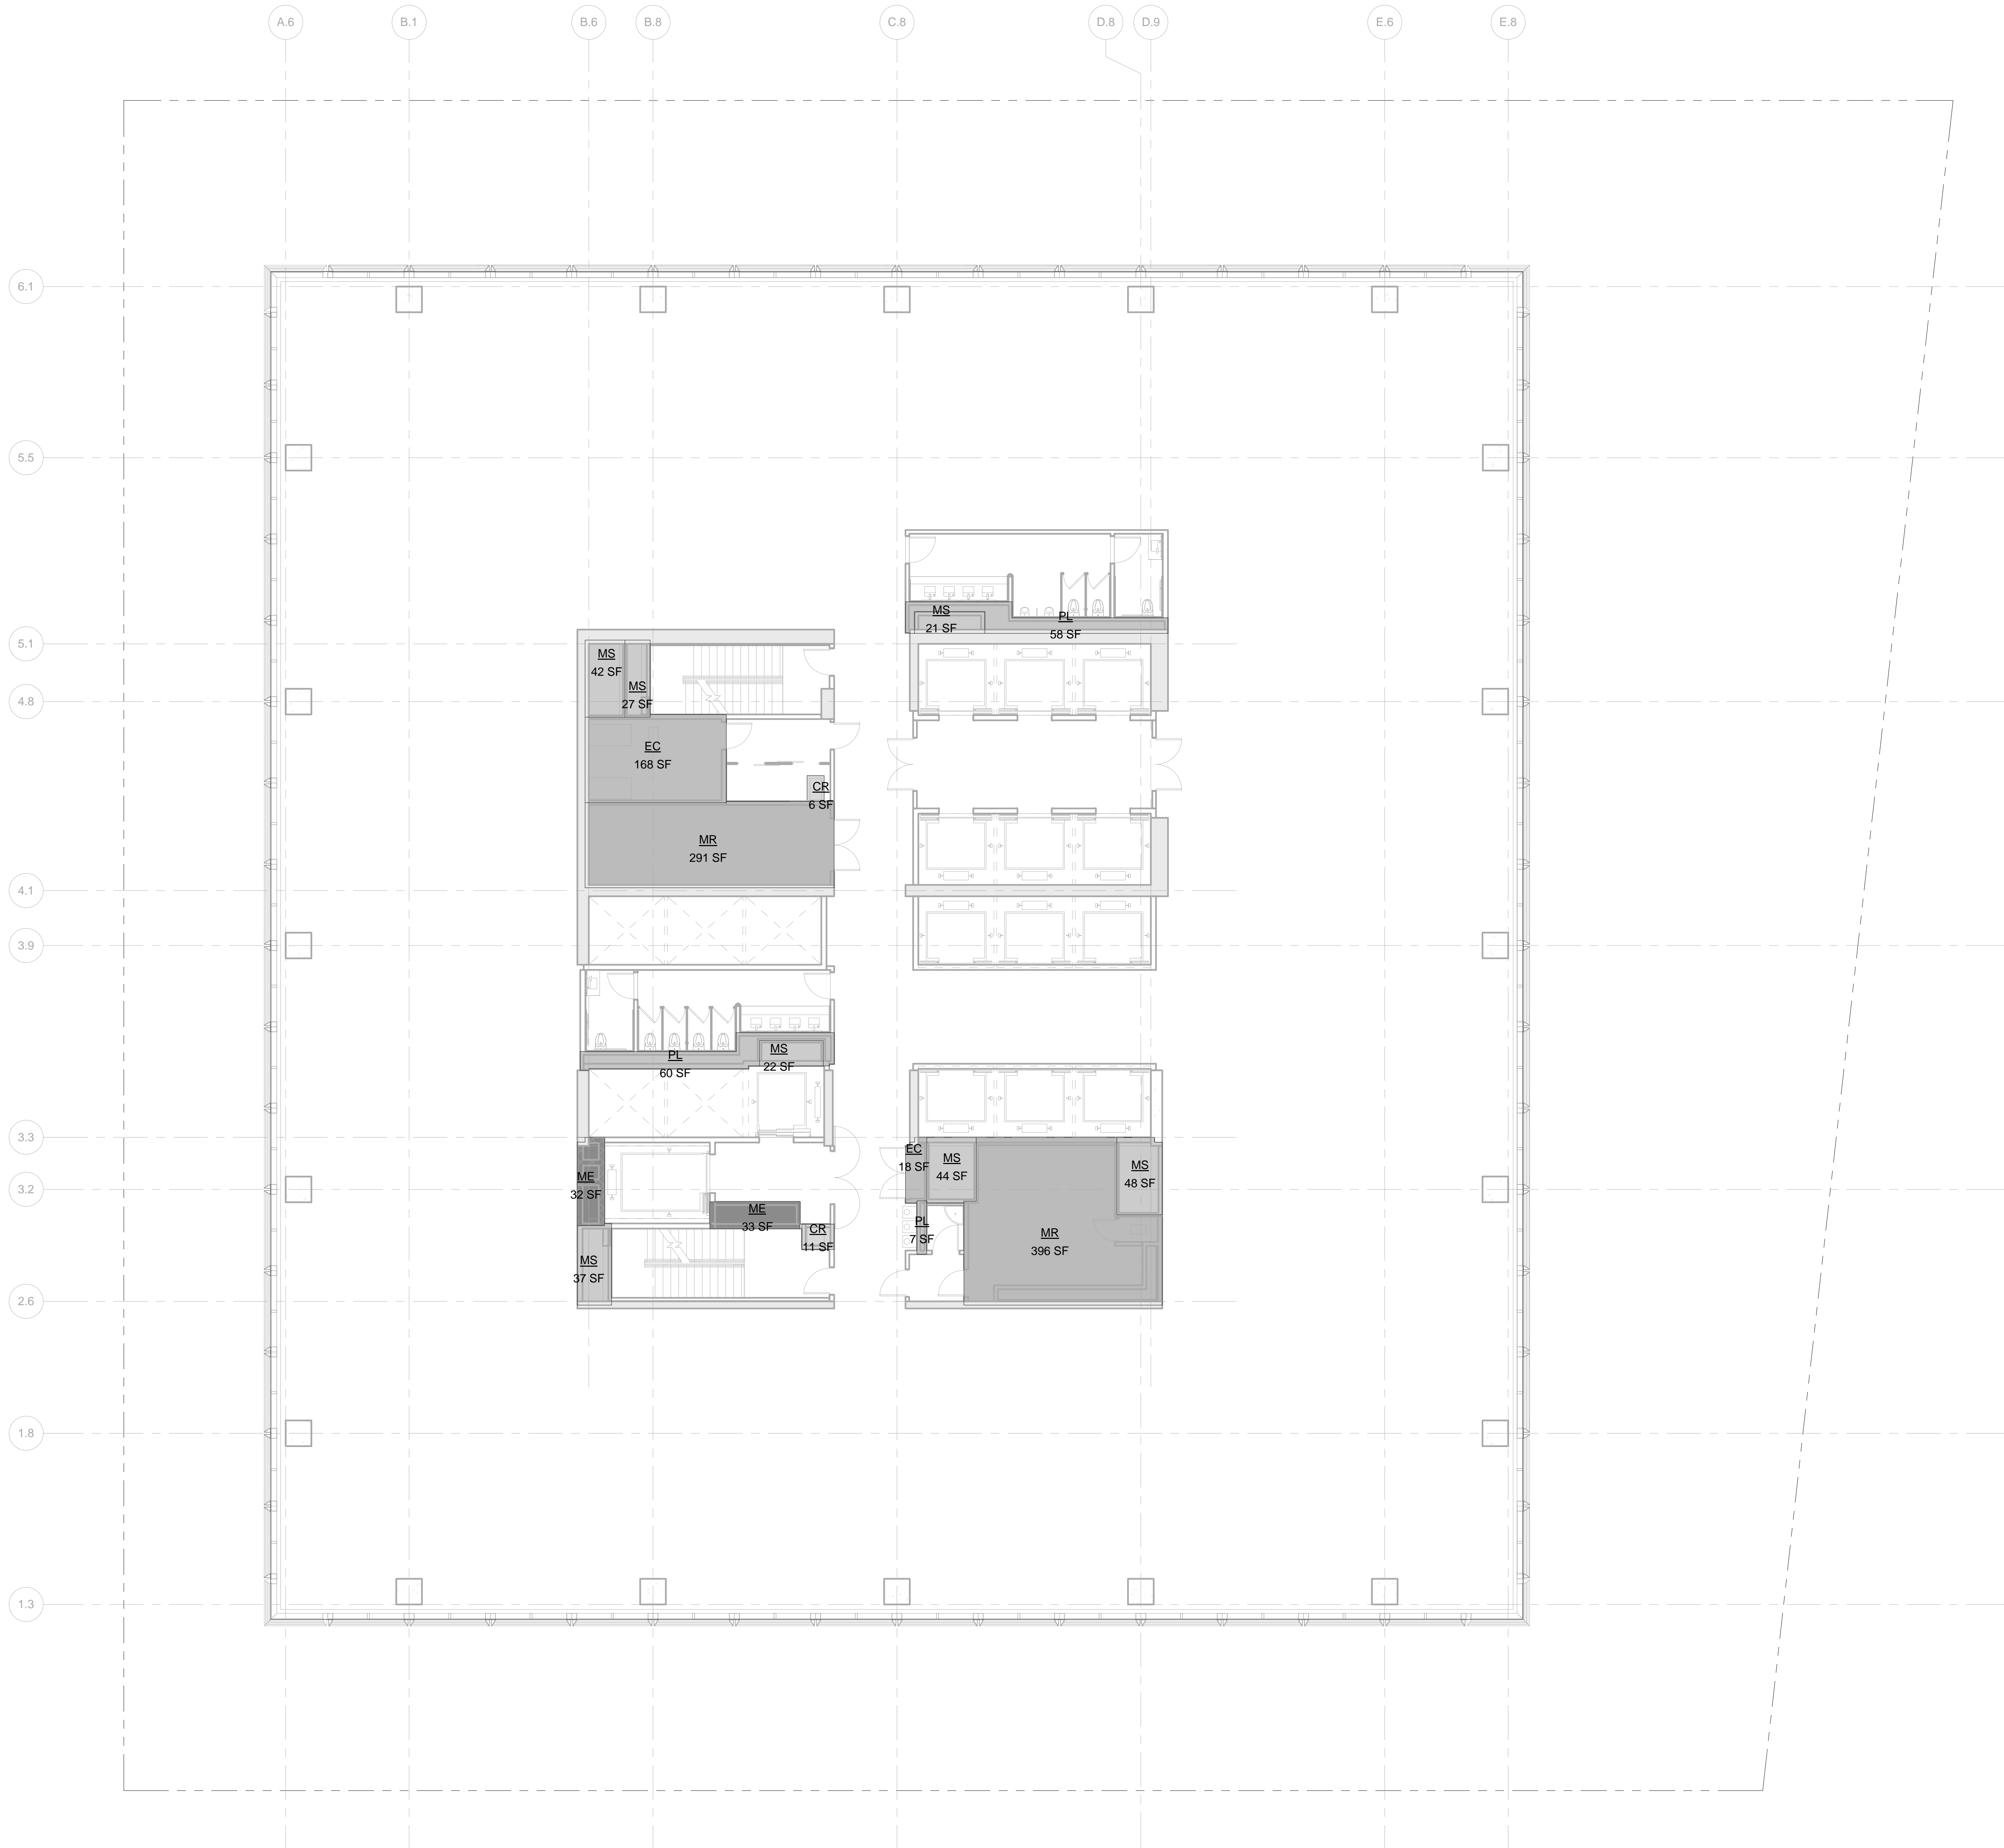 A.6
B.1
B.6
B.8
C.8
D.8
D.9
E.6
E.8
6.1
5.5
5.1
4.8
4.1
3.9
3.3
3.2
2.6
1.8
1.3
MS
21 SF
PL
58 SF
MS
42 SF
MS
27 SF
EC
168 SF
CR
6 SF
MR
291 SF
PL
60 SF
MS
22 SF
ME
32 SF
ME
33 SF
CR
11 SF
MS
37 SF
EC
18 SF
MS
44 SF
MS
48 SF
PL
7 SF
MR
396 SF